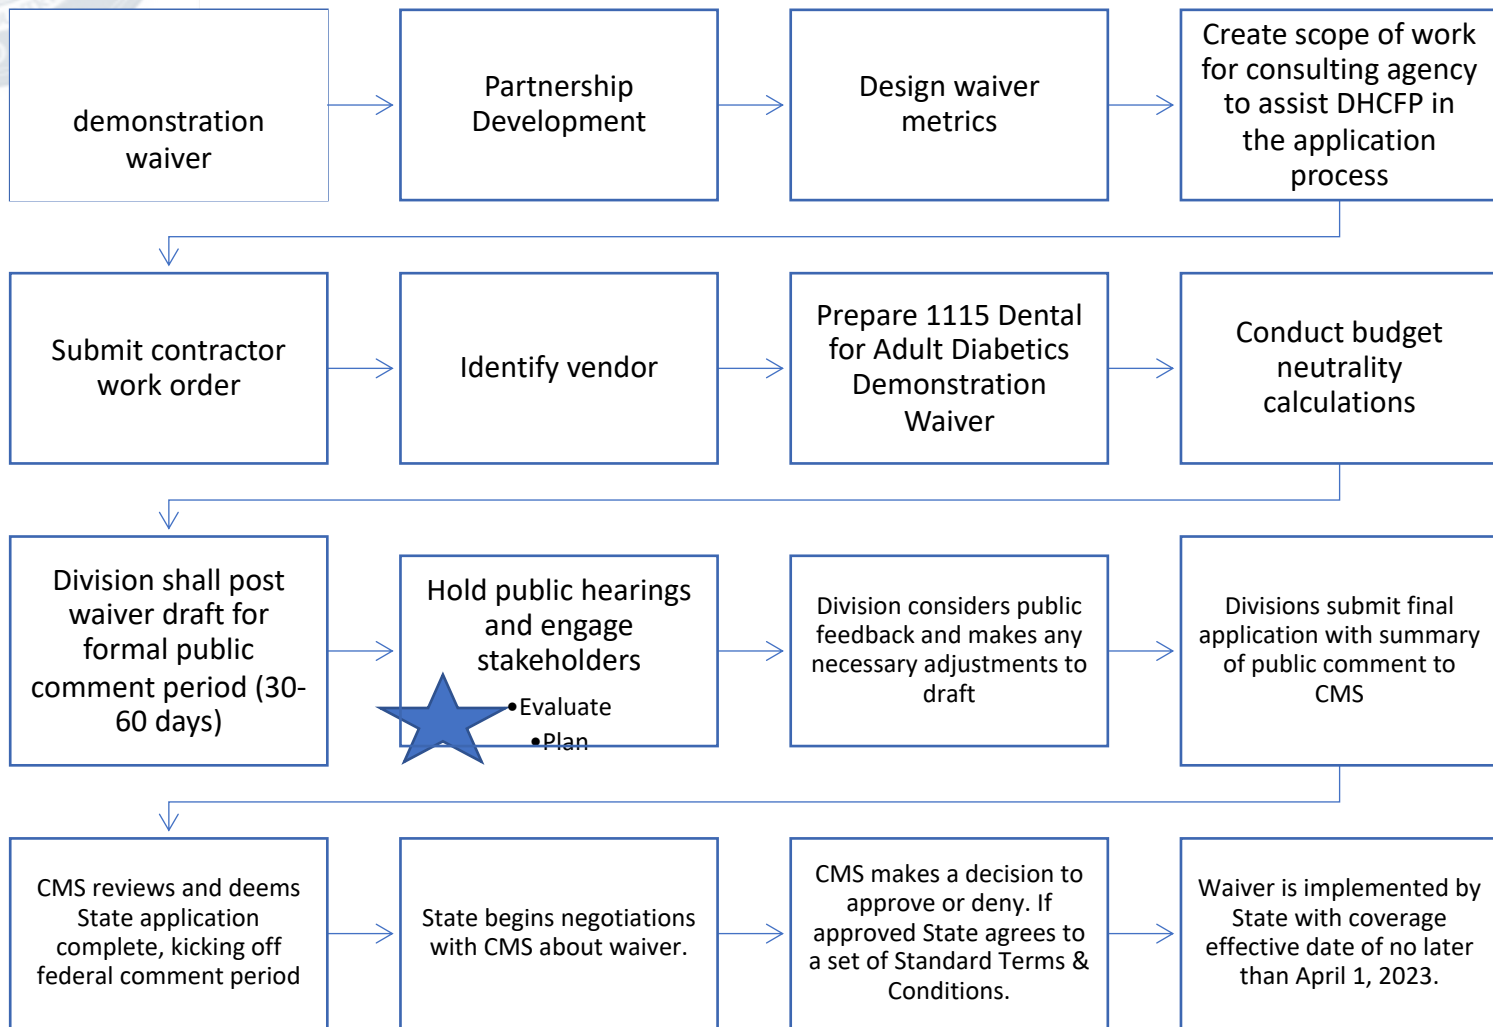 demonstration
waiver
Partnership
Development
Design waiver
metrics
Create scope of work
for consulting agency
to assist DHCFP in
the application
process
Submit contractor
work order
Identify vendor
Prepare 1115 Dental
for Adult Diabetics
Demonstration
Waiver
Conduct budget
neutrality
calculations
Division shall post
waiver draft for
formal public
comment period (30-
60 days)
Hold public hearings
and engage
stakeholders
•Evaluate
•Plan
Division considers public
feedback and makes any
necessary adjustments to
draft
Divisions submit final
application with summary
of public comment to
CMS
CMS reviews and deems
State application
complete, kicking off
federal comment period
State begins negotiations
with CMS about waiver.
CMS makes a decision to
approve or deny. If
approved State agrees to
a set of Standard Terms &
Conditions.
Waiver is implemented by
State with coverage
effective date of no later
than April 1, 2023.